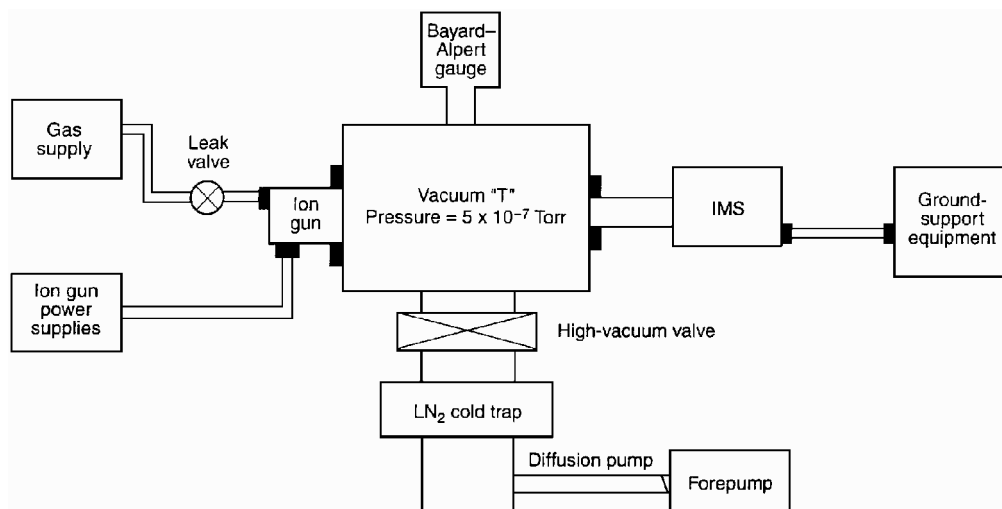 Bayard–
Alpert
gauge
Gas
supply
Leak
valve
Ion
gun
Vacuum "T"
Pressure = 5 x 10⁻⁷ Torr
IMS
Ground-
support
equipment
Ion gun
power
supplies
High-vacuum valve
LN₂ cold trap
Diffusion pump
Forepump